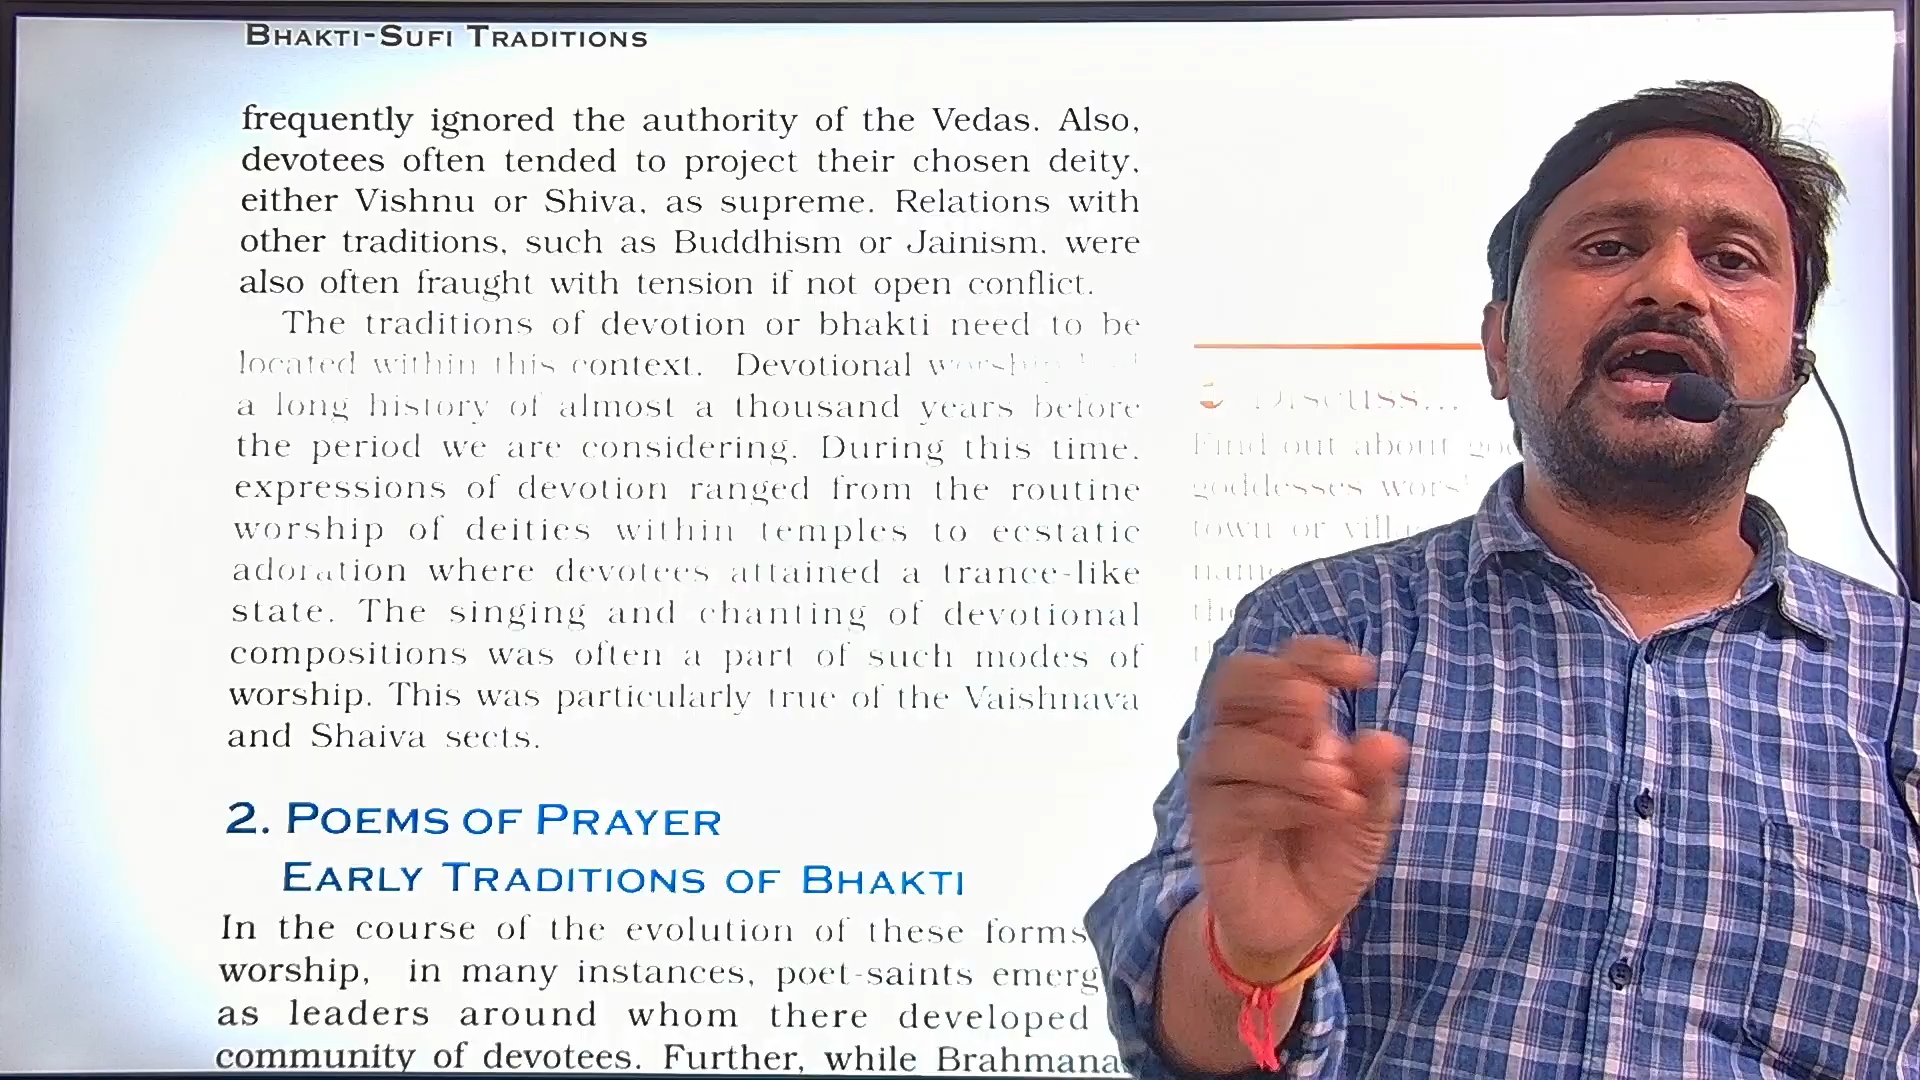 BHAKTI-SUFI TRADITIONS
frequently ignored the authority of the Vedas. Also,
devotees often tended to project their chosen deity,
either Vishnu or Shiva, as supreme. Relations with
other traditions, such as Buddhism or Jainism, were
also often fraught with tension if not open conflict.
The traditions of devotion or bhakti need to be
located within this context. Devotional worship had
a long history of almost a thousand years before
the period we are considering. During this time,
expressions of devotion ranged from the routine
worship of deities within temples to ecstatic
adoration where devotees attained a trance-like
state. The singing and chanting of devotional
compositions was often a part of such modes of
worship. This was particularly true of the Vaishnava
and Shaiva sects.
2. POEMS OF PRAYER
EARLY TRADITIONS OF BHAKTI
In the course of the evolution of these forms
worship, in many instances, poet-saints
as leaders around whom there developed
community of devotees. Further, while Brahmana
Discuss...
Find out about
goddesses
town or